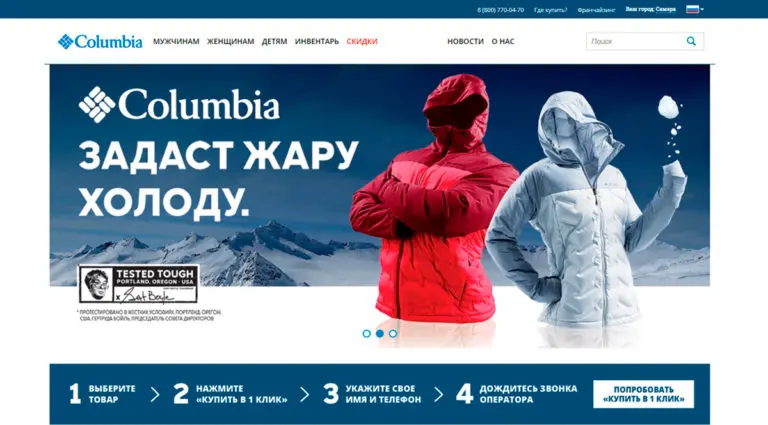 8 (800) 770-04-70 Где купить? Франчайзинг Ваш город: Самара
Columbia МУЖЧИНАМ ЖЕНЩИНАМ ДЕТЯМ ИНВЕНТАРЬ СКИДКИ НОВОСТИ О НАС Поиск
Columbia
ЗАДАСТ ЖАРУ
ХОЛОДУ.
TESTED TOUGH
PORTLAND, OREGON · USA
x Gert Boyle
* ПРОТЕСТИРОВАНО В ЖЕСТКИХ УСЛОВИЯХ. ПОРТЛЕНД. ОРЕГОН.
США. ГЕРТРУДА БОЙЛЬ, ПРЕДСЕДАТЕЛЬ СОВЕТА ДИРЕКТОРОВ
1 ВЫБЕРИТЕ
ТОВАР
2 НАЖМИТЕ
«КУПИТЬ В 1 КЛИК»
3 УКАЖИТЕ СВОЕ
ИМЯ И ТЕЛЕФОН
4 ДОЖДИТЕСЬ ЗВОНКА
ОПЕРАТОРА
ПОПРОБОВАТЬ
«КУПИТЬ В 1 КЛИК»